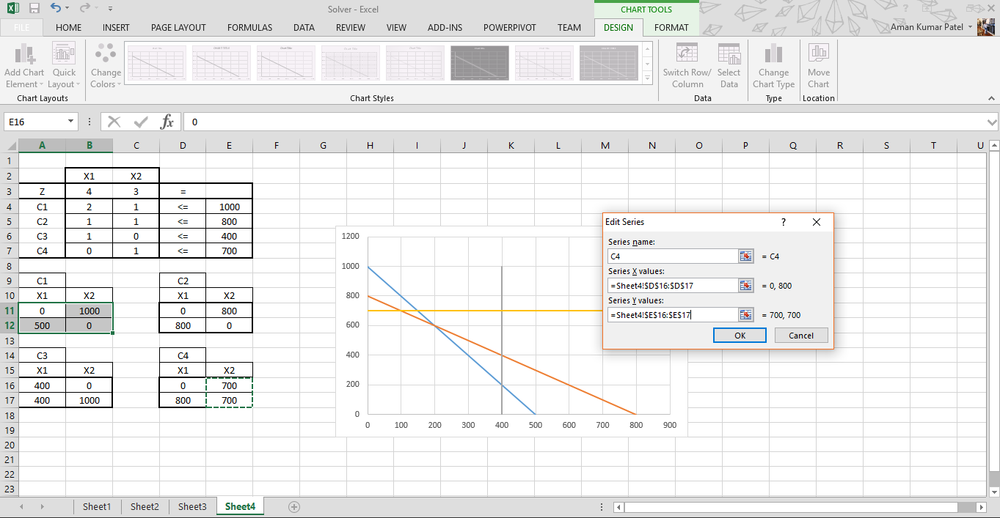 Solver - Excel
CHART TOOLS
?
FILE HOME INSERT PAGE LAYOUT FORMULAS DATA REVIEW VIEW ADD-INS POWERPIVOT TEAM DESIGN FORMAT Aman Kumar Patel
Add Chart Element
Quick Layout
Change Colors
Switch Row/ Column
Select Data
Change Chart Type
Move Chart
Chart Layouts Chart Styles Data Type Location
E16 fx 0
A B C D E F G H I J K L M N O P Q R S T U
1
2 X1 X2
3 Z 4 3 =
4 C1 2 1 <= 1000
5 C2 1 1 <= 800
6 C3 1 0 <= 400
7 C4 0 1 <= 700
8
9 C1 C2
10 X1 X2 X1 X2
11 0 1000 0 800
12 500 0 800 0
13
14 C3 C4
15 X1 X2 X1 X2
16 400 0 0 700
17 400 1000 800 700
18
19
20
21
22
23
1200
1000
800
600
400
200
0
0 100 200 300 400 500 600 700 800 900
Edit Series ?
Series name:
C4 = C4
Series X values:
=Sheet4!$D$16:$D$17 = 0, 800
Series Y values:
=Sheet4!$E$16:$E$17 = 700, 700
OK Cancel
Sheet1 Sheet2 Sheet3 Sheet4